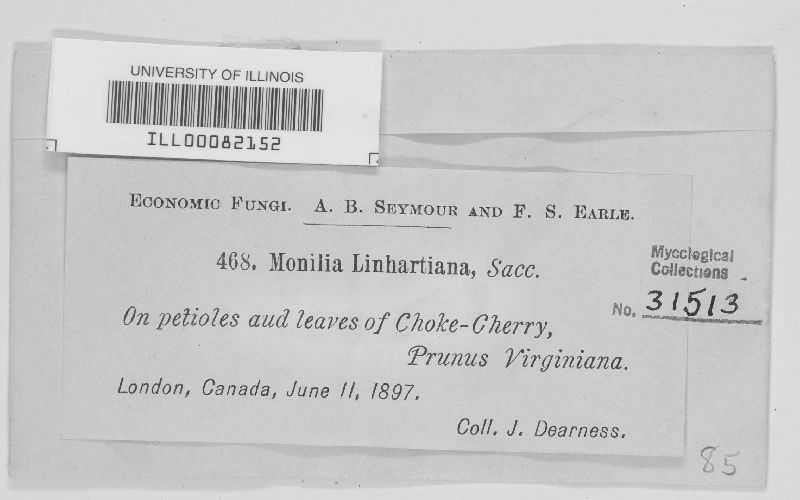 UNIVERSITY OF ILLINOIS
ILL00082152
ECONOMIC FUNGI. A. B. SEYMOUR AND F. S. EARLE.
468. Monilia Linhartiana, Sacc.
Mycological
Collections
No. 31513
On petioles aud leaves of Choke-Cherry,
Prunus Virginiana.
London, Canada, June 11, 1897.
Coll. J. Dearness.
85